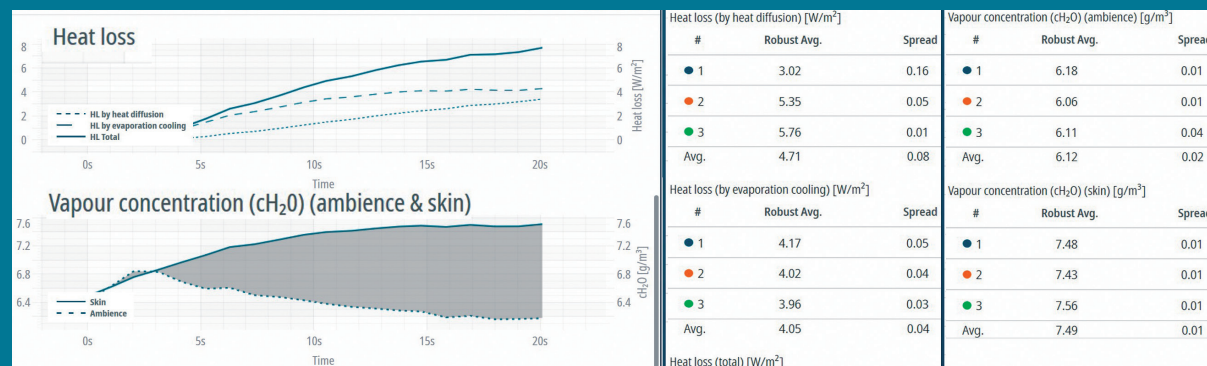 Heat loss
8
6
4
2
0
8
6
4
2
0
Heat loss [W/m²]
HL by heat diffusion
HL by evaporation cooling
HL Total
0s 5s 10s 15s 20s
Time
Vapour concentration (cH₂0) (ambience & skin)
7.6
7.2
6.8
6.4
7.6
7.2
6.8
6.4
cH₂O [g/m³]
Skin
Ambience
0s 5s 10s 15s 20s
Time
Heat loss (by heat diffusion) [W/m²]
# Robust Avg. Spread
1 3.02 0.16
2 5.35 0.05
3 5.76 0.01
Avg. 4.71 0.08
Heat loss (by evaporation cooling) [W/m²]
# Robust Avg. Spread
1 4.17 0.05
2 4.02 0.04
3 3.96 0.03
Avg. 4.05 0.04
Heat loss (total) [W/m²]
Vapour concentration (cH₂O) (ambience) [g/m³]
# Robust Avg. Spread
1 6.18 0.01
2 6.06 0.01
3 6.11 0.04
Avg. 6.12 0.02
Vapour concentration (cH₂O) (skin) [g/m³]
# Robust Avg. Spread
1 7.48 0.01
2 7.43 0.01
3 7.56 0.01
Avg. 7.49 0.01